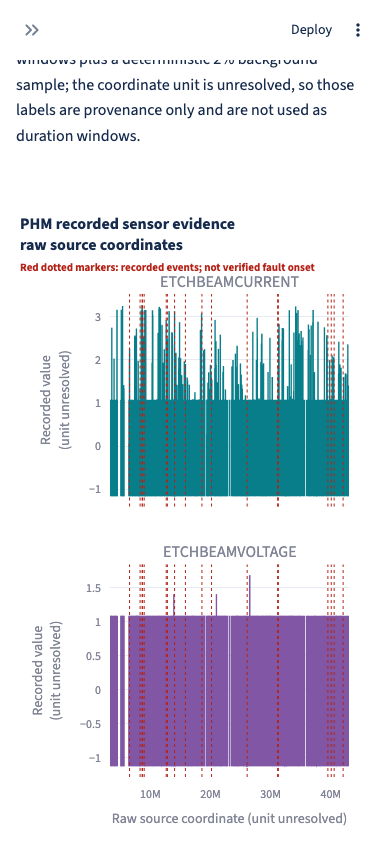 Deploy
windows plus a deterministic 2% background
sample; the coordinate unit is unresolved, so those
labels are provenance only and are not used as
duration windows.
PHM recorded sensor evidence
raw source coordinates
Red dotted markers: recorded events; not verified fault onset
ETCHBEAMCURRENT
3
2
1
0
−1
Recorded value
(unit unresolved)
ETCHBEAMVOLTAGE
1.5
1
0.5
0
−0.5
−1
Recorded value
(unit unresolved)
10M 20M 30M 40M
Raw source coordinate (unit unresolved)